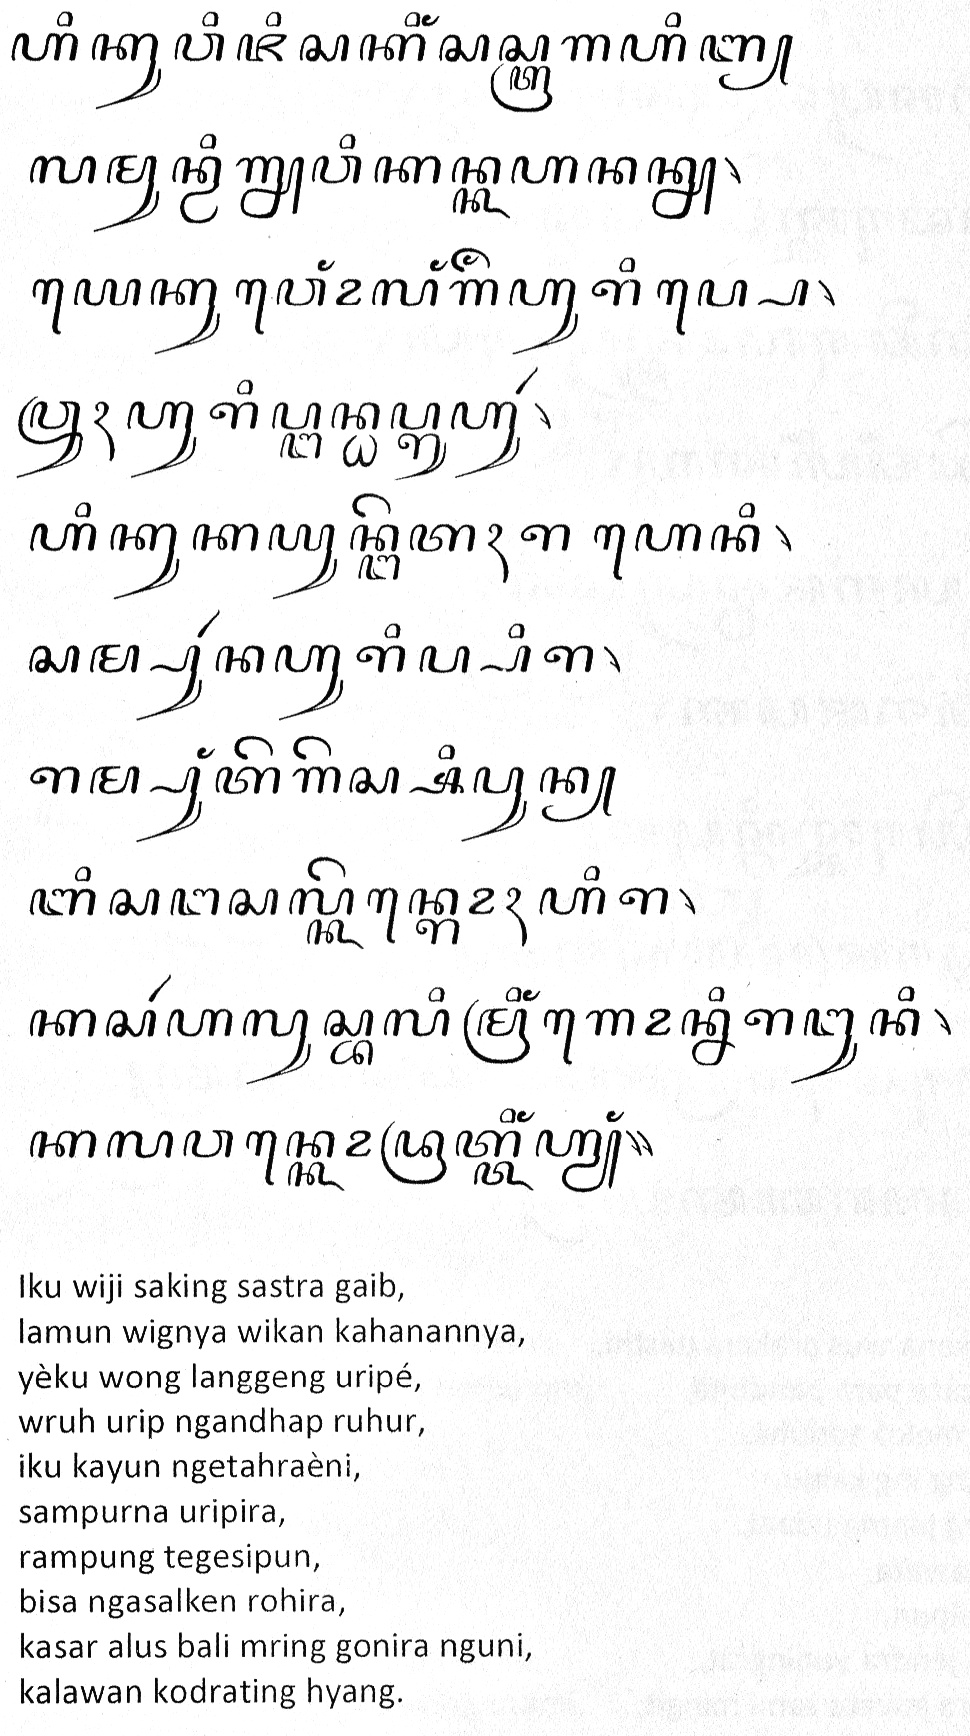 ꦲꦶꦏꦸꦮꦶꦗꦶꦱꦏꦶꦁꦱꦱ꧀ꦠꦿꦒꦲꦶꦧ꧀
ꦭꦩꦸꦤ꧀ꦮꦶꦒꦾꦮꦶꦏꦤ꧀ꦏꦲꦤꦤ꧀ꦚ꧈
ꦪꦺꦏꦸꦮꦺꦴꦁꦭꦁꦒꦼꦁꦲꦸꦫꦶꦥ꧀ꦥꦺ꧈
ꦮꦿꦸꦃꦲꦸꦫꦶꦥ꧀ꦔꦤ꧀ꦝꦥ꧀ꦫꦸꦲꦸꦂ꧈
ꦲꦶꦏꦸꦏꦪꦸꦤ꧀ꦔꦼꦠꦃꦫꦲꦺꦤꦶ꧈
ꦱꦩ꧀ꦥꦸꦂꦤꦲꦸꦫꦶꦥ꧀ꦥꦶꦫ꧈
ꦫꦩ꧀ꦥꦸꦁꦠꦼꦒꦼꦱ꧀ꦱꦶꦥꦸꦤ꧀
ꦧꦶꦱꦔꦱꦭ꧀ꦏꦼꦤ꧀ꦫꦺꦴꦃꦲꦶꦫ꧈
ꦏꦱꦂꦲꦭꦸꦱ꧀ꦧꦭꦶꦩꦿꦶꦁꦒꦺꦴꦤ꧀ꦤꦶꦫꦔꦸꦤꦶ꧈
ꦏꦭꦮꦤ꧀ꦏꦺꦴꦢꦿꦠ꧀ꦠꦶꦁꦲꦾꦁ꧉
Iku wiji saking sastra gaib,
lamun wignya wikan kahanannya,
yèku wong langgeng uripé,
wruh urip ngandhap ruhur,
iku kayun ngetahraèni,
sampurna uripira,
rampung tegesipun,
bisa ngasalken rohira,
kasar alus bali mring gonira nguni,
kalawan kodrating hyang.